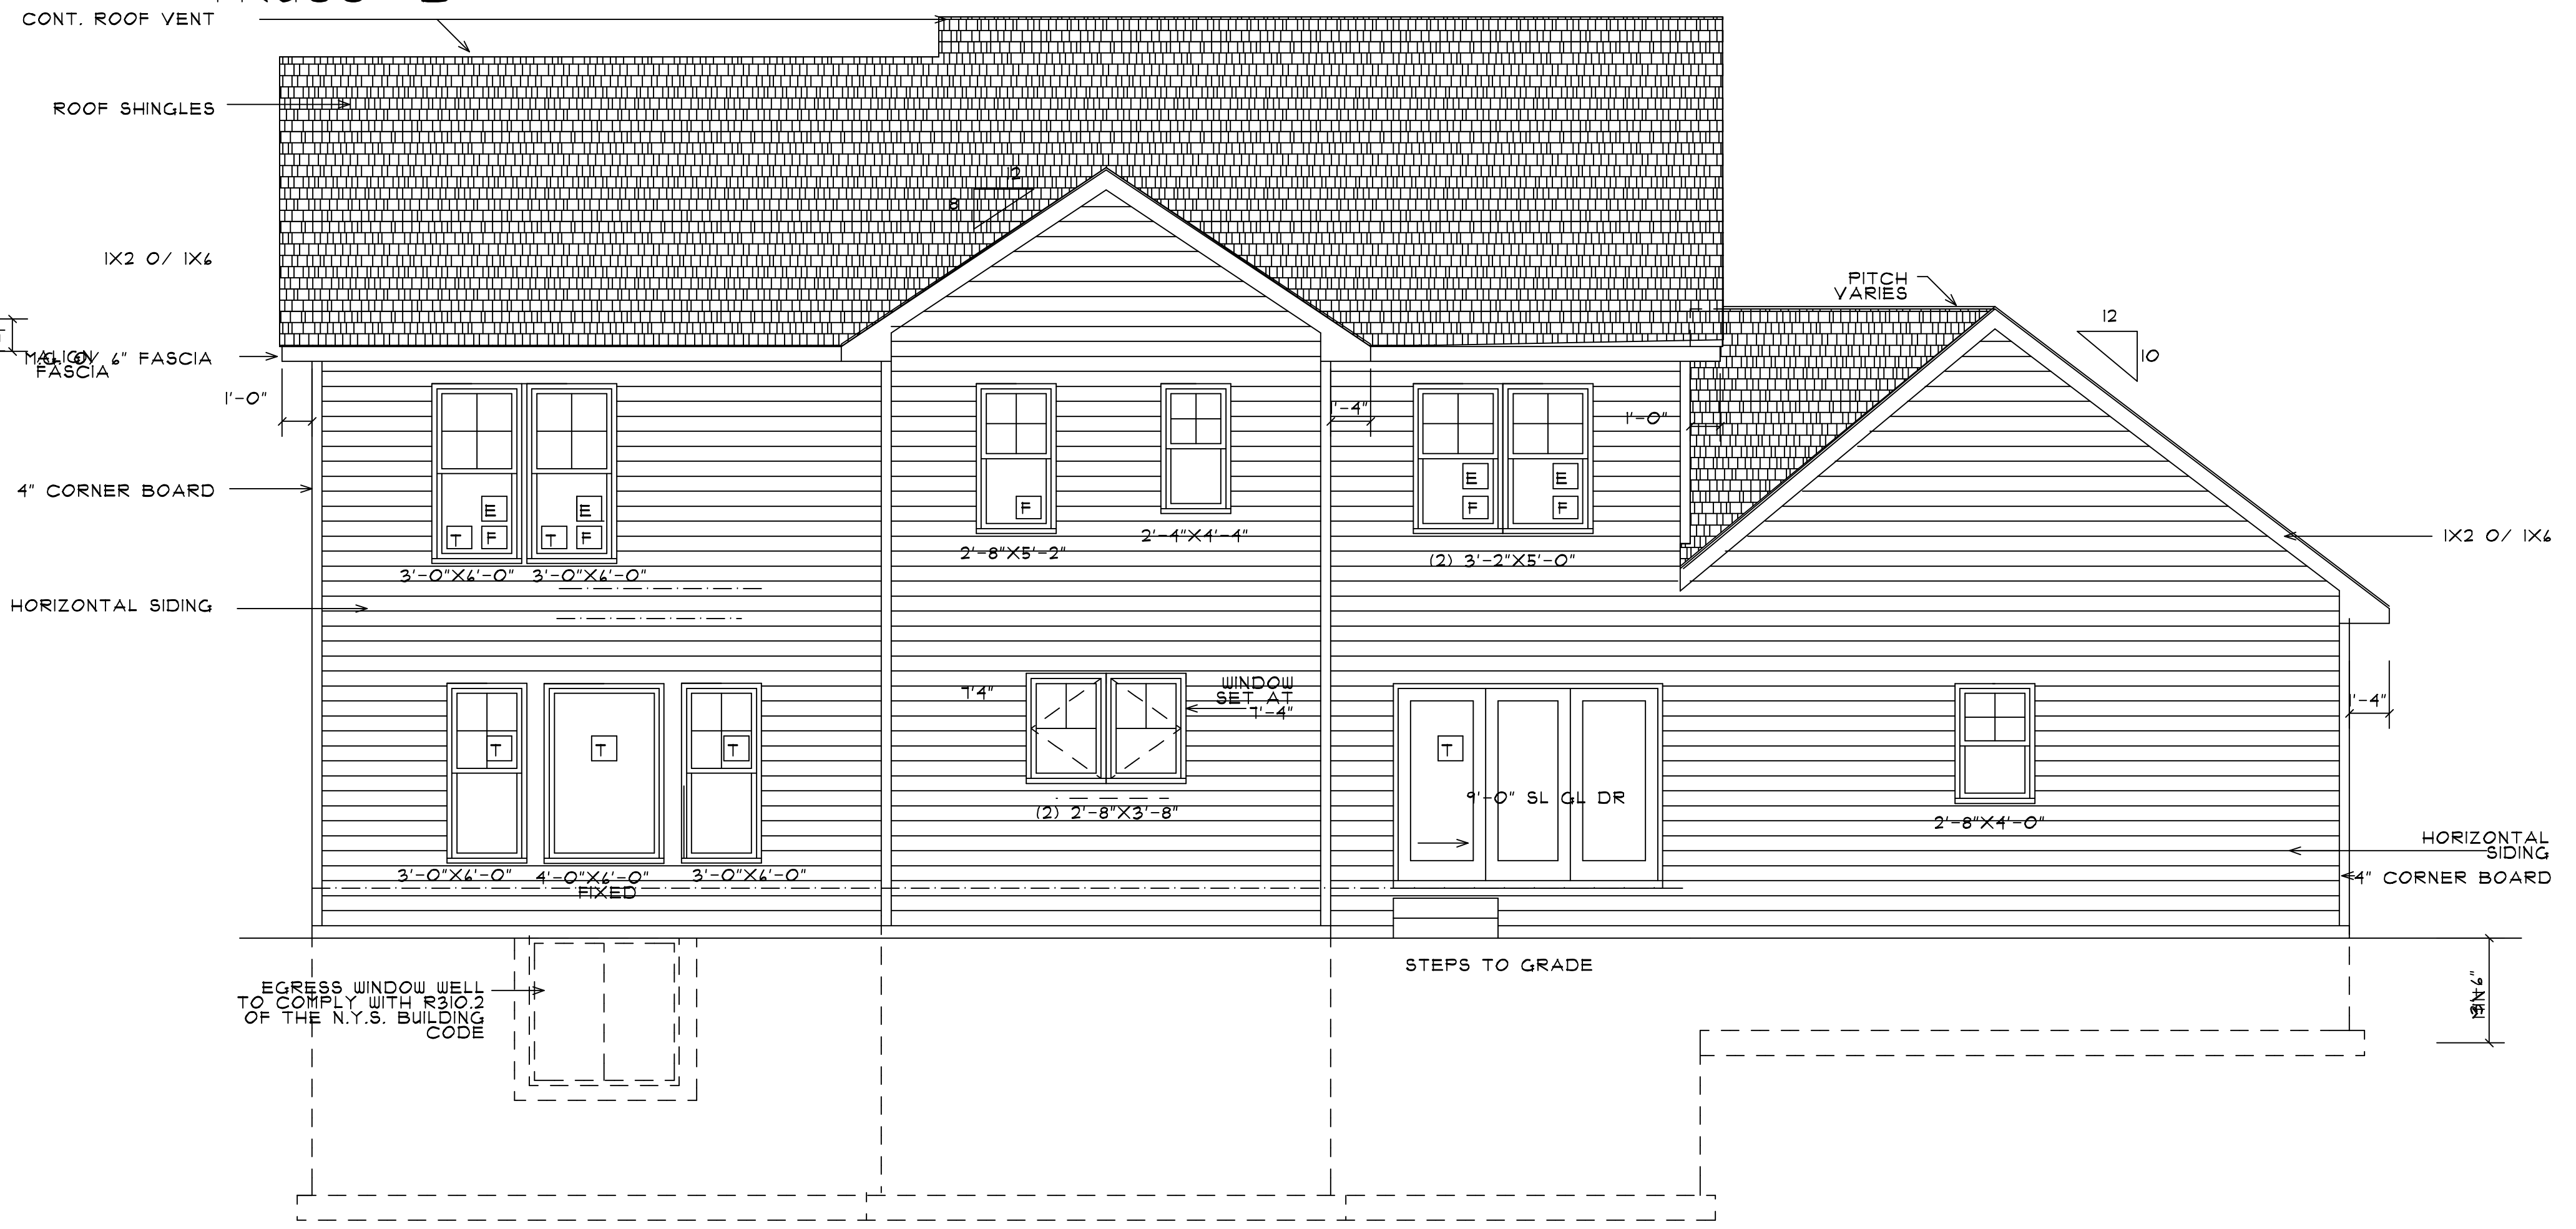 CONT. ROOF VENT
ROOF SHINGLES
12
8
1X2 O/ 1X6
PITCH
VARIES
12
10
ALIGN
FASCIA
6" FASCIA
1'-0"
1'-4"
1'-0"
4" CORNER BOARD
E
E
T
F
T
F
F
E
E
F
F
3'-0"X6'-0"
3'-0"X6'-0"
2'-8"X5'-2"
2'-4"X4'-4"
(2) 3'-2"X5'-0"
1X2 O/ 1X6
HORIZONTAL SIDING
7'4"
WINDOW
SET AT
7'-4"
1'-4"
T
T
T
T
9'-0" SL GL DR
(2) 2'-8"X3'-8"
2'-8"X4'-0"
HORIZONTAL
SIDING
4" CORNER BOARD
3'-0"X6'-0"
4'-0"X6'-0"
FIXED
3'-0"X6'-0"
STEPS TO GRADE
EGRESS WINDOW WELL
TO COMPLY WITH R310.2
OF THE N.Y.S. BUILDING
CODE